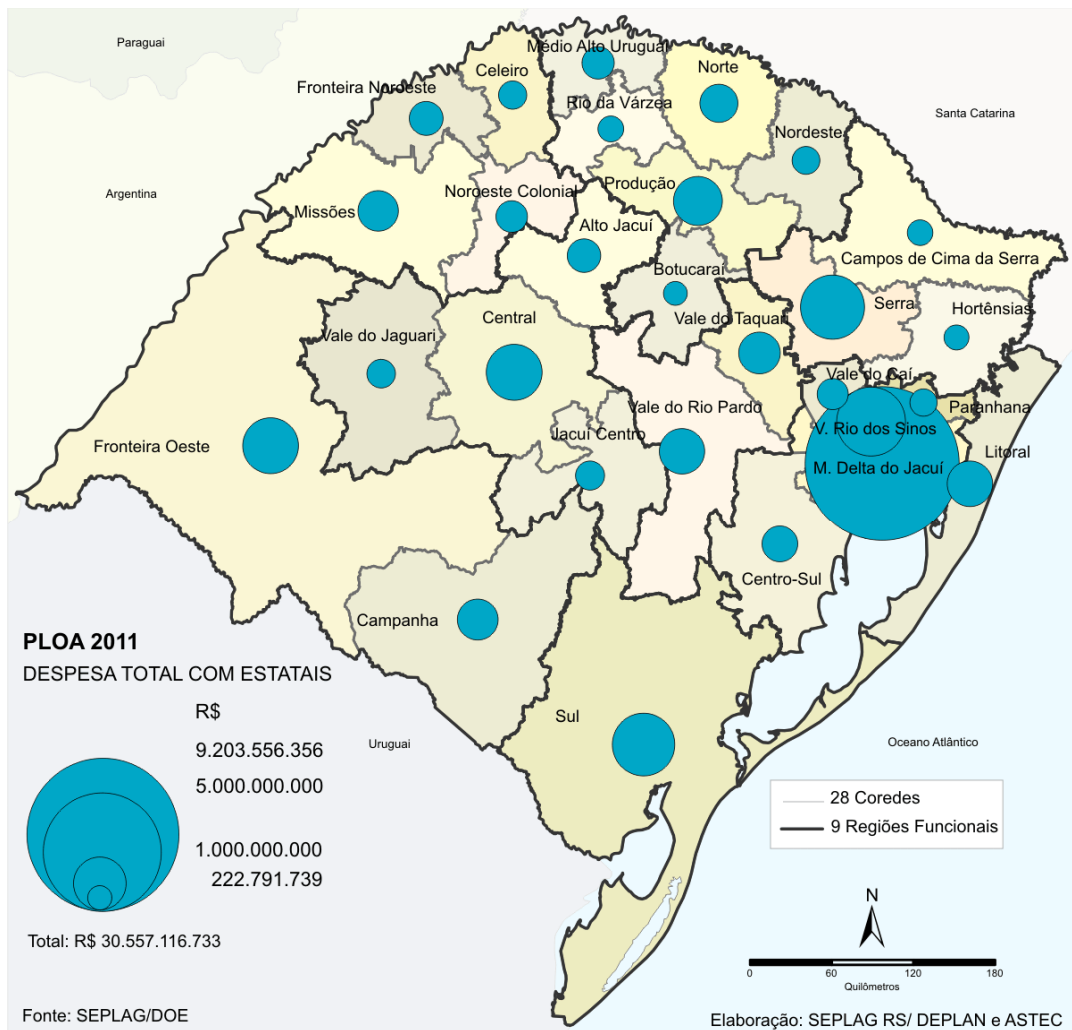 Paraguai
Médio Alto Uruguai
Celeiro
Norte
Fronteira Noroeste
Rio da Várzea
Santa Catarina
Nordeste
Argentina
Produção
Noroeste Colonial
Missões
Alto Jacuí
Campos de Cima da Serra
Botucaraí
Serra
Hortênsias
Central
Vale do Taquari
Vale do Jaguari
Vale do Caí
Vale do Rio Pardo
Paranhana
V. Rio dos Sinos
Jacuí Centro
Fronteira Oeste
Litoral
M. Delta do Jacuí
Centro-Sul
Campanha
PLOA 2011
DESPESA TOTAL COM ESTATAIS
R$
9.203.556.356
5.000.000.000
1.000.000.000
222.791.739
Total: R$ 30.557.116.733
Sul
Uruguai
Oceano Atlântico
28 Coredes
9 Regiões Funcionais
N
0 60 120 180
Quilômetros
Fonte: SEPLAG/DOE
Elaboração: SEPLAG RS/ DEPLAN e ASTEC